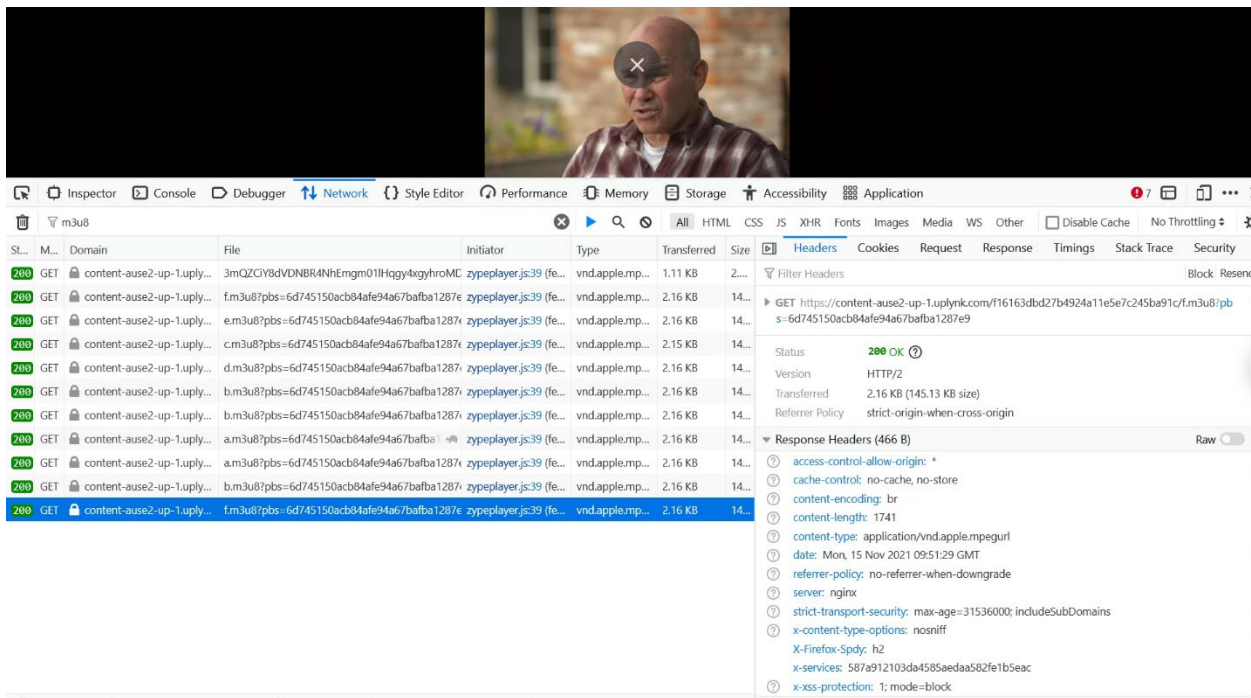 Inspector Console Debugger Network Style Editor Performance Memory Storage Accessibility Application 7
m3u8 All HTML CSS JS XHR Fonts Images Media WS Other Disable Cache No Throttling
St... M... Domain File Initiator Type Transferred Size Headers Cookies Request Response Timings Stack Trace Security
200 GET content-ause2-up-1.uply... zypeplayer.js:39 (fe... vnd.apple.mp... 1.11 KB 2....
Filter Headers Block Resend
200 GET content-ause2-up-1.uply... f.m3u8?pbs=6d745150acb84afe94a67bafba1287e zypeplayer.js:39 (fe... vnd.apple.mp... 2.16 KB 14...
200 GET content-ause2-up-1.uply... e.m3u8?pbs=6d745150acb84afe94a67bafba1287e zypeplayer.js:39 (fe... vnd.apple.mp... 2.16 KB 14...
200 GET content-ause2-up-1.uply... c.m3u8?pbs=6d745150acb84afe94a67bafba1287e zypeplayer.js:39 (fe... vnd.apple.mp... 2.15 KB 14...
200 GET content-ause2-up-1.uply... d.m3u8?pbs=6d745150acb84afe94a67bafba1287 zypeplayer.js:39 (fe... vnd.apple.mp... 2.16 KB 14...
200 GET content-ause2-up-1.uply... b.m3u8?pbs=6d745150acb84afe94a67bafba1287 zypeplayer.js:39 (fe... vnd.apple.mp... 2.16 KB 14...
200 GET content-ause2-up-1.uply... b.m3u8?pbs=6d745150acb84afe94a67bafba1287 zypeplayer.js:39 (fe... vnd.apple.mp... 2.16 KB 14...
200 GET content-ause2-up-1.uply... a.m3u8?pbs=6d745150acb84afe94a67bafba zypeplayer.js:39 (fe... vnd.apple.mp... 2.16 KB 14...
200 GET content-ause2-up-1.uply... a.m3u8?pbs=6d745150acb84afe94a67bafba1287e zypeplayer.js:39 (fe... vnd.apple.mp... 2.16 KB 14...
200 GET content-ause2-up-1.uply... b.m3u8?pbs=6d745150acb84afe94a67bafba1287 zypeplayer.js:39 (fe... vnd.apple.mp... 2.16 KB 14...
200 GET content-ause2-up-1.uply... f.m3u8?pbs=6d745150acb84afe94a67bafba1287e zypeplayer.js:39 (fe... vnd.apple.mp... 2.16 KB 14...
GET https://content-ause2-up-1.uplynk.com/f16163dbd27b4924a11e5e7c245ba91c/f.m3u8?pb
s=6d745150acb84afe94a67bafba1287e9
Status 200 OK
Version HTTP/2
Transferred 2.16 KB (145.13 KB size)
Referrer Policy strict-origin-when-cross-origin
Response Headers (466 B) Raw
access-control-allow-origin: *
cache-control: no-cache, no-store
content-encoding: br
content-length: 1741
content-type: application/vnd.apple.mpegurl
date: Mon, 15 Nov 2021 09:51:29 GMT
referrer-policy: no-referrer-when-downgrade
server: nginx
strict-transport-security: max-age=31536000; includeSubDomains
x-content-type-options: nosniff
X-Firefox-Spdy: h2
x-services: 587a912103da4585aedaa582fe1b5eac
x-xss-protection: 1; mode=block